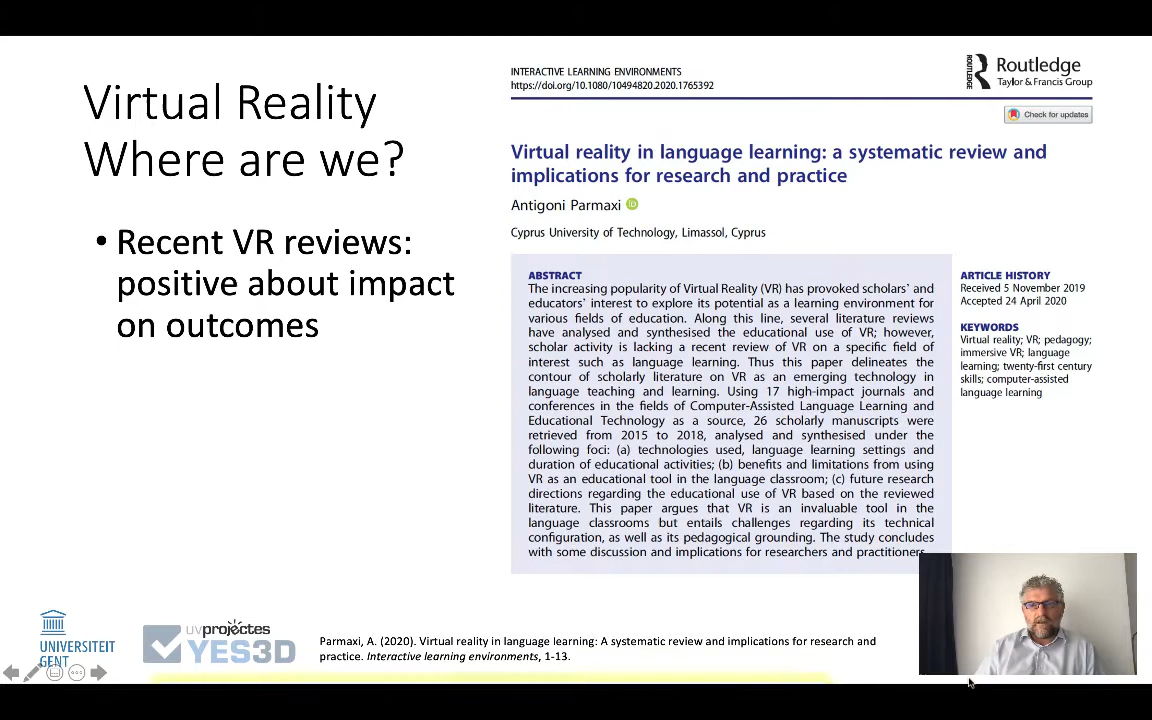 Virtual Reality
Where are we?
• Recent VR reviews:
positive about impact
on outcomes
INTERACTIVE LEARNING ENVIRONMENTS
https://doi.org/10.1080/10494820.2020.1765392
ROUTLEDGE
Routledge
Taylor & Francis Group
Check for updates
Virtual reality in language learning: a systematic review and
implications for research and practice
Antigoni Parmaxi iD
Cyprus University of Technology, Limassol, Cyprus
ABSTRACT
The increasing popularity of Virtual Reality (VR) has provoked scholars' and
educators' interest to explore its potential as a learning environment for
various fields of education. Along this line, several literature reviews
have analysed and synthesised the educational use of VR; however,
scholar activity is lacking a recent review of VR on a specific field of
interest such as language learning. Thus this paper delineates the
contour of scholarly literature on VR as an emerging technology in
language teaching and learning. Using 17 high-impact journals and
conferences in the fields of Computer-Assisted Language Learning and
Educational Technology as a source, 26 scholarly manuscripts were
retrieved from 2015 to 2018, analysed and synthesised under the
following foci: (a) technologies used, language learning settings and
duration of educational activities; (b) benefits and limitations from using
VR as an educational tool in the language classroom; (c) future research
directions regarding the educational use of VR based on the reviewed
literature. This paper argues that VR is an invaluable tool in the
language classrooms but entails challenges regarding its technical
configuration, as well as its pedagogical grounding. The study concludes
with some discussion and implications for researchers and practitioners.
ARTICLE HISTORY
Received 5 November 2019
Accepted 24 April 2020
KEYWORDS
Virtual reality; VR; pedagogy;
immersive VR; language
learning; twenty-first century
skills; computer-assisted
language learning
UNIVERSITEIT
GENT
uvprojectes
YES3D
Parmaxi, A. (2020). Virtual reality in language learning: A systematic review and implications for research and
practice. Interactive learning environments, 1-13.